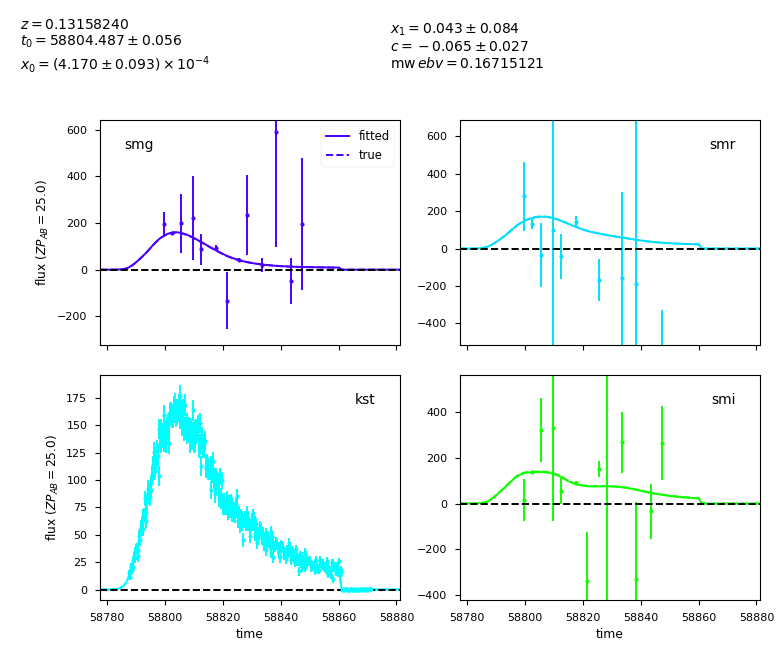 z = 0.13158240
t₀ = 58804.487 ± 0.056
x₀ = (4.170 ± 0.093) × 10⁻⁴
x₁ = 0.043 ± 0.084
c = −0.065 ± 0.027
mw ebv = 0.16715121
smg
fitted
true
600
400
200
0
−200
flux (ZP_AB = 25.0)
smr
600
400
200
0
−200
−400
kst
175
150
125
100
75
50
25
0
flux (ZP_AB = 25.0)
58780 58800 58820 58840 58860 58880
time
smi
400
200
0
−200
−400
58780 58800 58820 58840 58860 58880
time